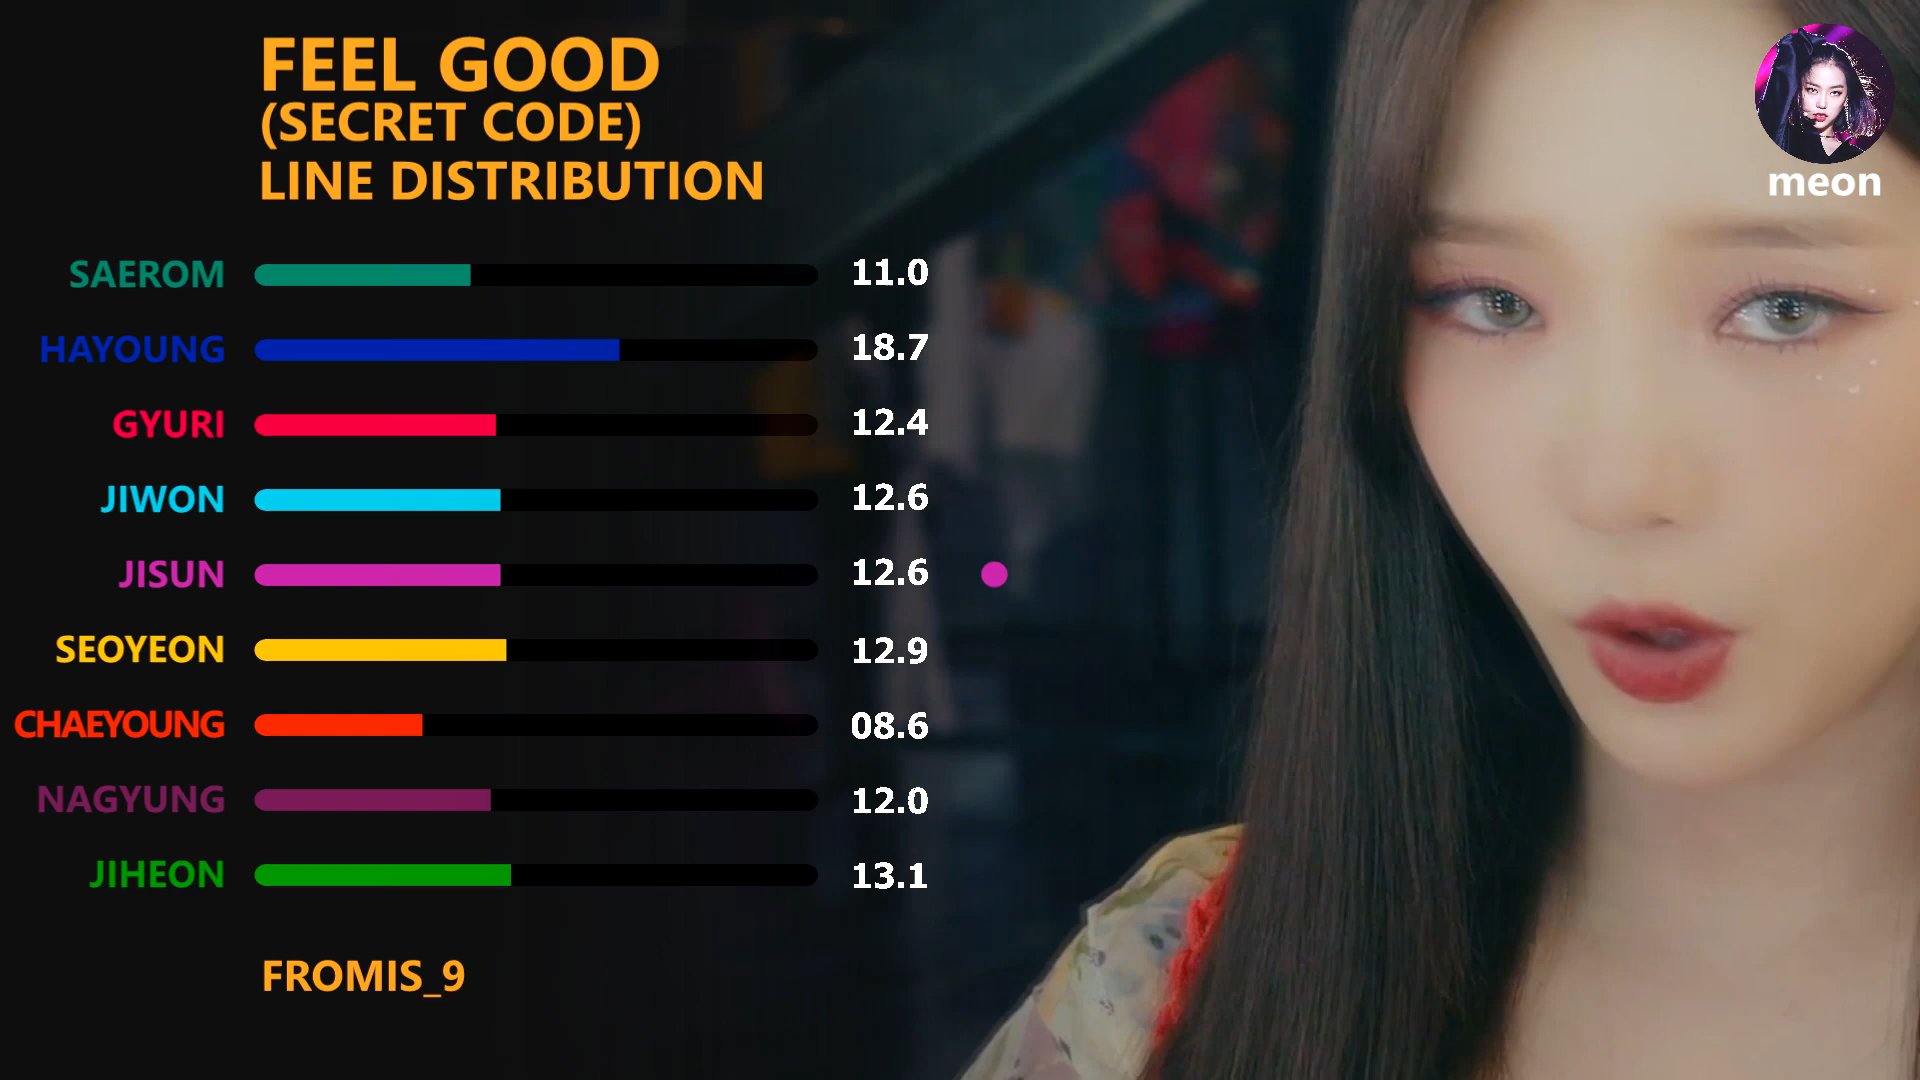 FEEL GOOD
(SECRET CODE)
LINE DISTRIBUTION
meon
SAEROM 11.0
HAYOUNG 18.7
GYURI 12.4
JIWON 12.6
JISUN 12.6
SEOYEON 12.9
CHAEYOUNG 08.6
NAGYUNG 12.0
JIHEON 13.1
FROMIS_9